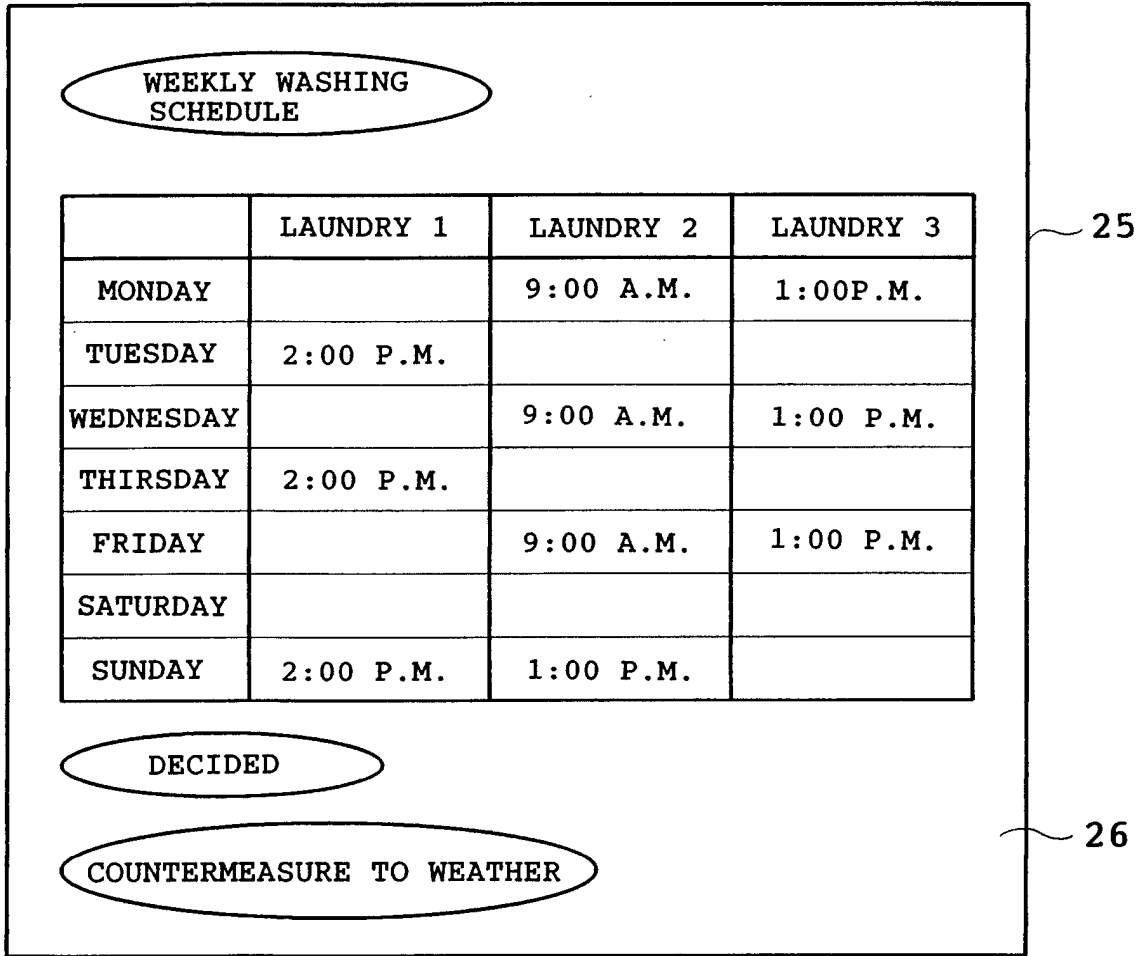 WEEKLY WASHING
SCHEDULE
LAUNDRY 1 LAUNDRY 2 LAUNDRY 3
25
MONDAY 9:00 A.M. 1:00P.M.
TUESDAY 2:00 P.M.
WEDNESDAY 9:00 A.M. 1:00 P.M.
THIRSDAY 2:00 P.M.
FRIDAY 9:00 A.M. 1:00 P.M.
SATURDAY
SUNDAY 2:00 P.M. 1:00 P.M.
DECIDED
26
COUNTERMEASURE TO WEATHER